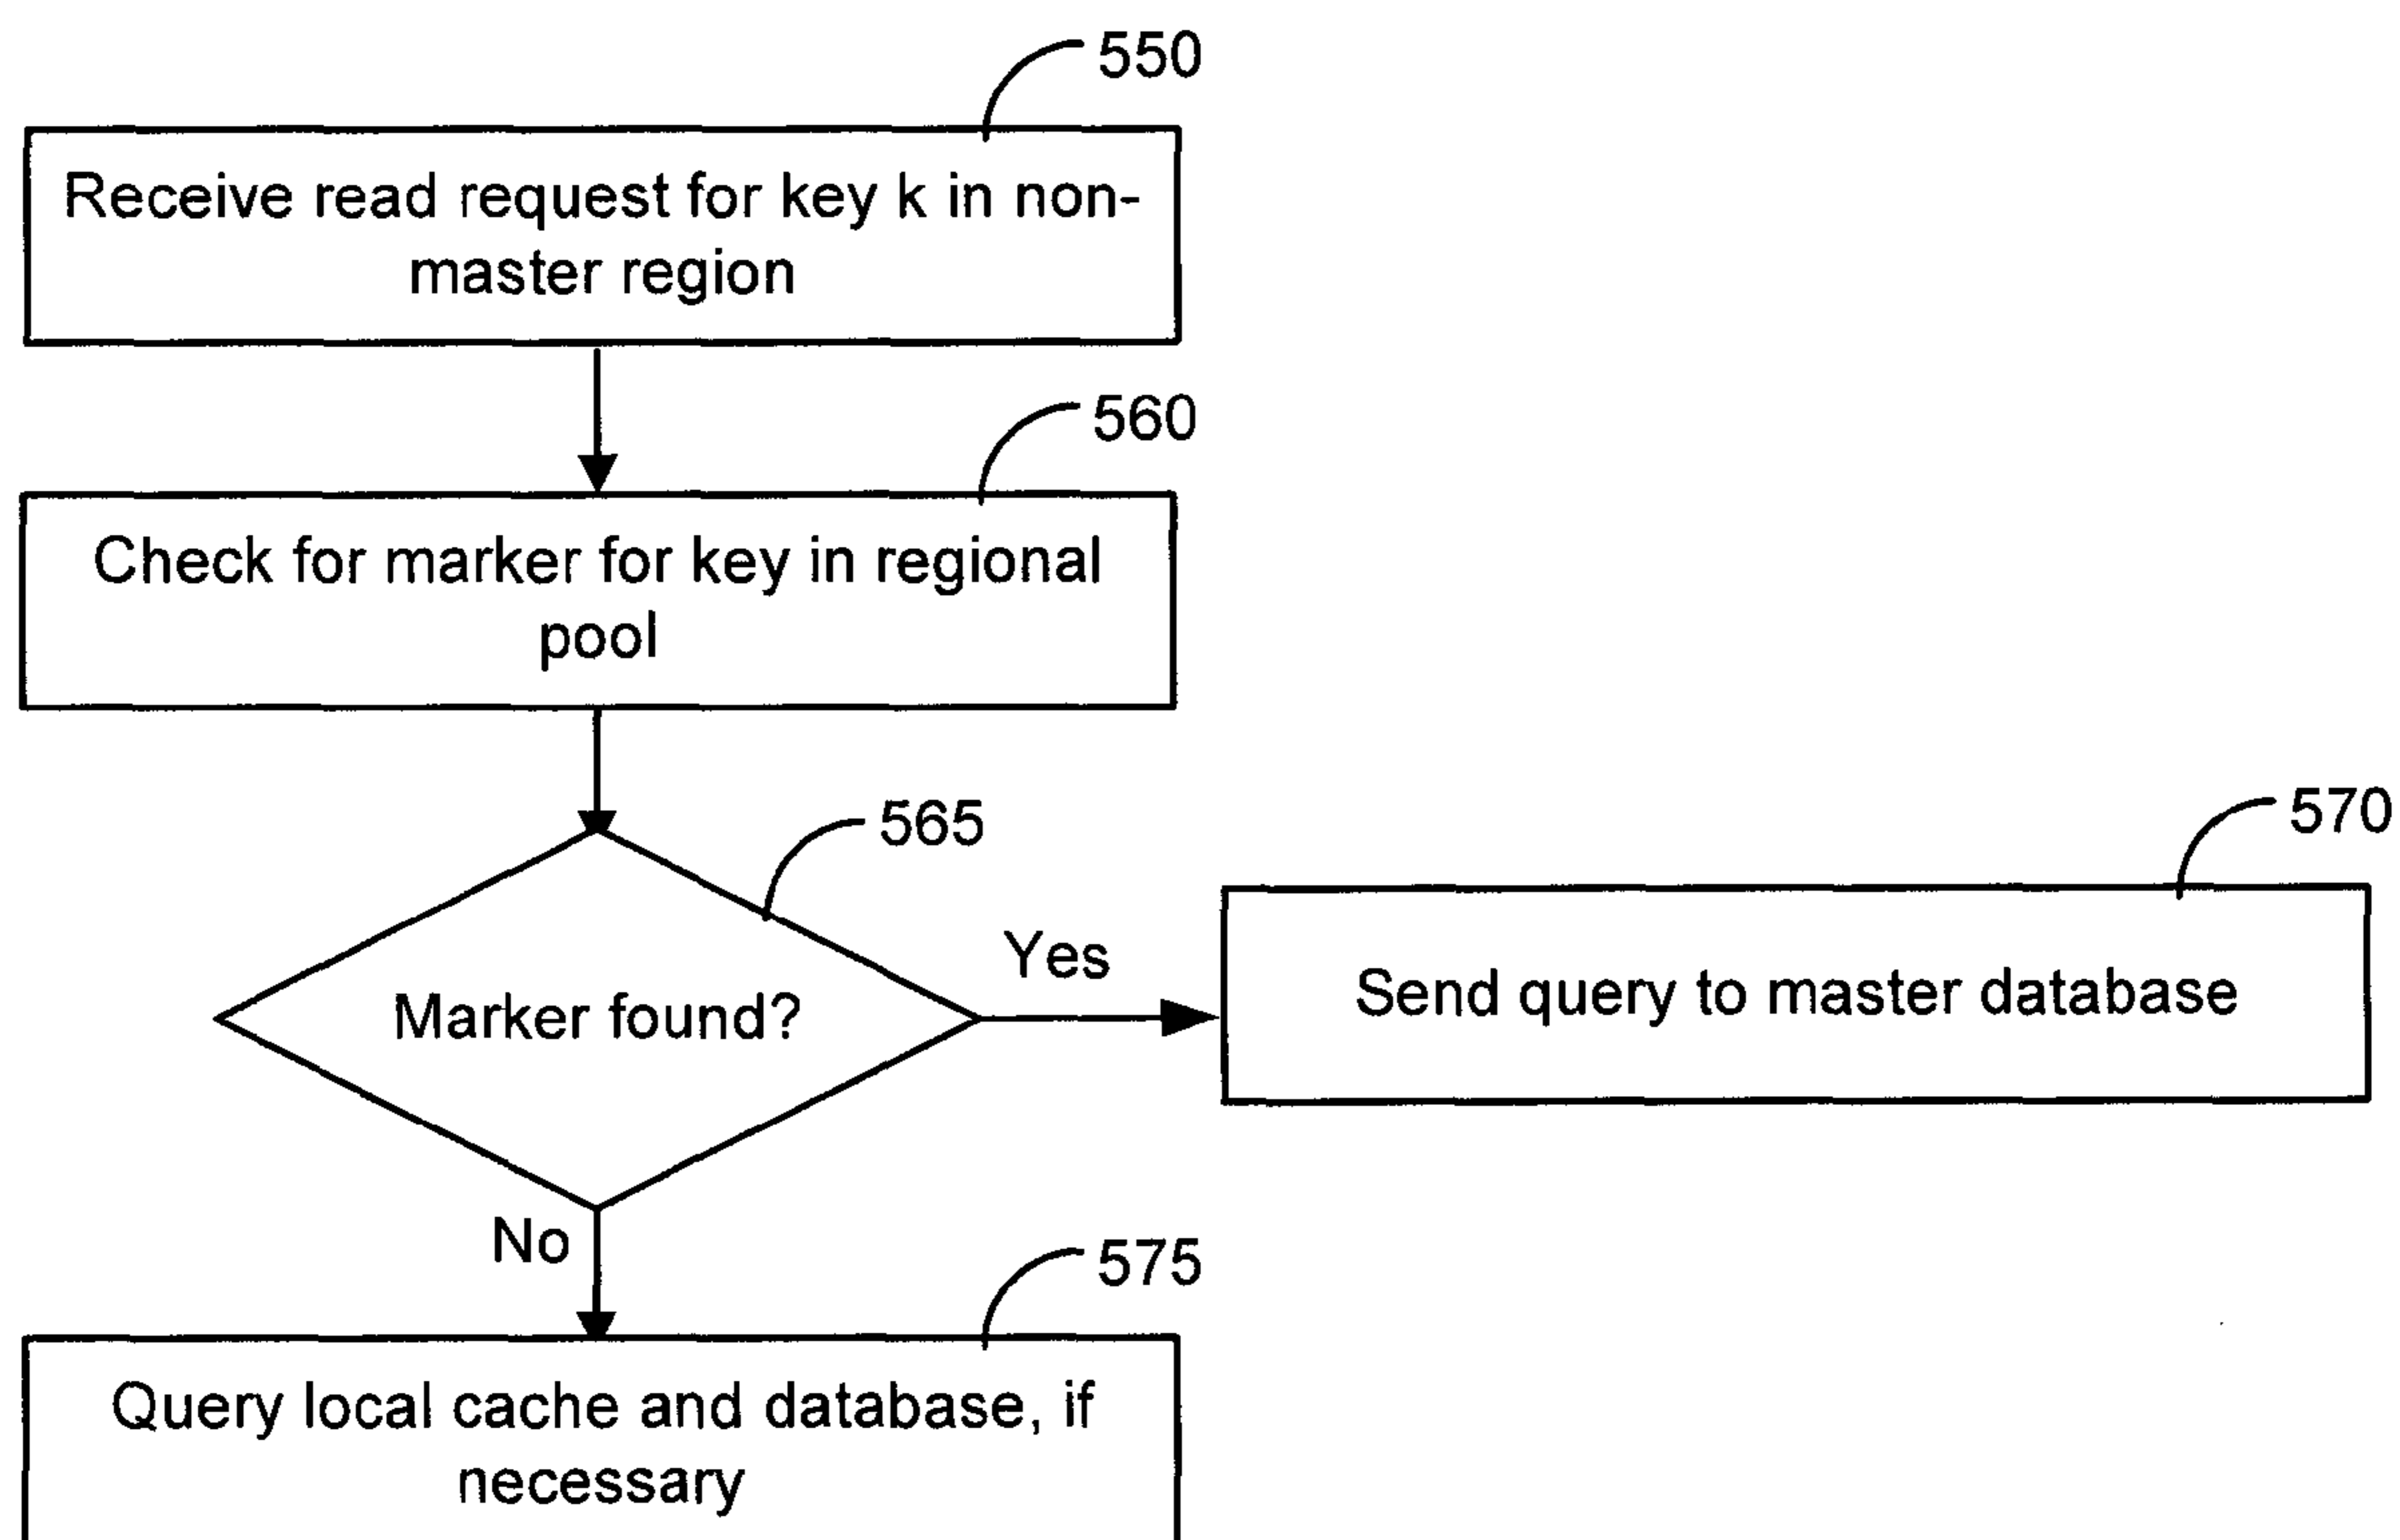 550
Receive read request for key k in non-
master region
560
Check for marker for key in regional
pool
565
570
Yes
Marker found?
Send query to master database
No
575
Query local cache and database, if
necessary